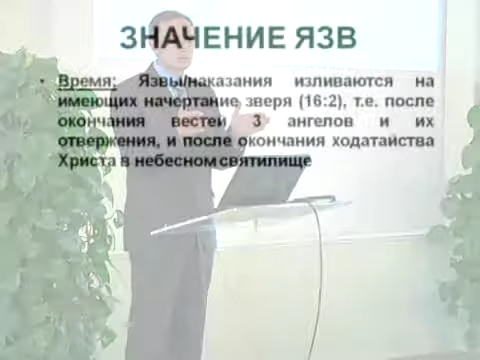 ЗНАЧЕНИЕ ЯЗВ
• Время: Язвы/наказания изливаются на
имеющих начертание зверя (16:2), т.е. после
окончания вестей 3 ангелов и их
отвержения, и после окончания ходатайства
Христа в небесном святилище